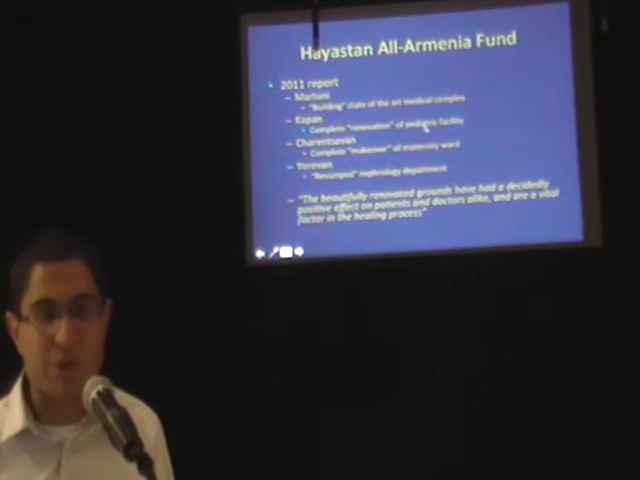 Hayastan All-Armenia Fund
• 2011 report
– Martuni
• "Building" state of the art medical complex
– Kapan
• Complete "renovation" of pediatric facility
– Charentsavan
• Complete "makeover" of maternity ward
– Yerevan
• "Revamped" nephrology department
– "The beautifully renovated grounds have had a decidedly
positive effect on patients and doctors alike, and are a vital
factor in the healing process"